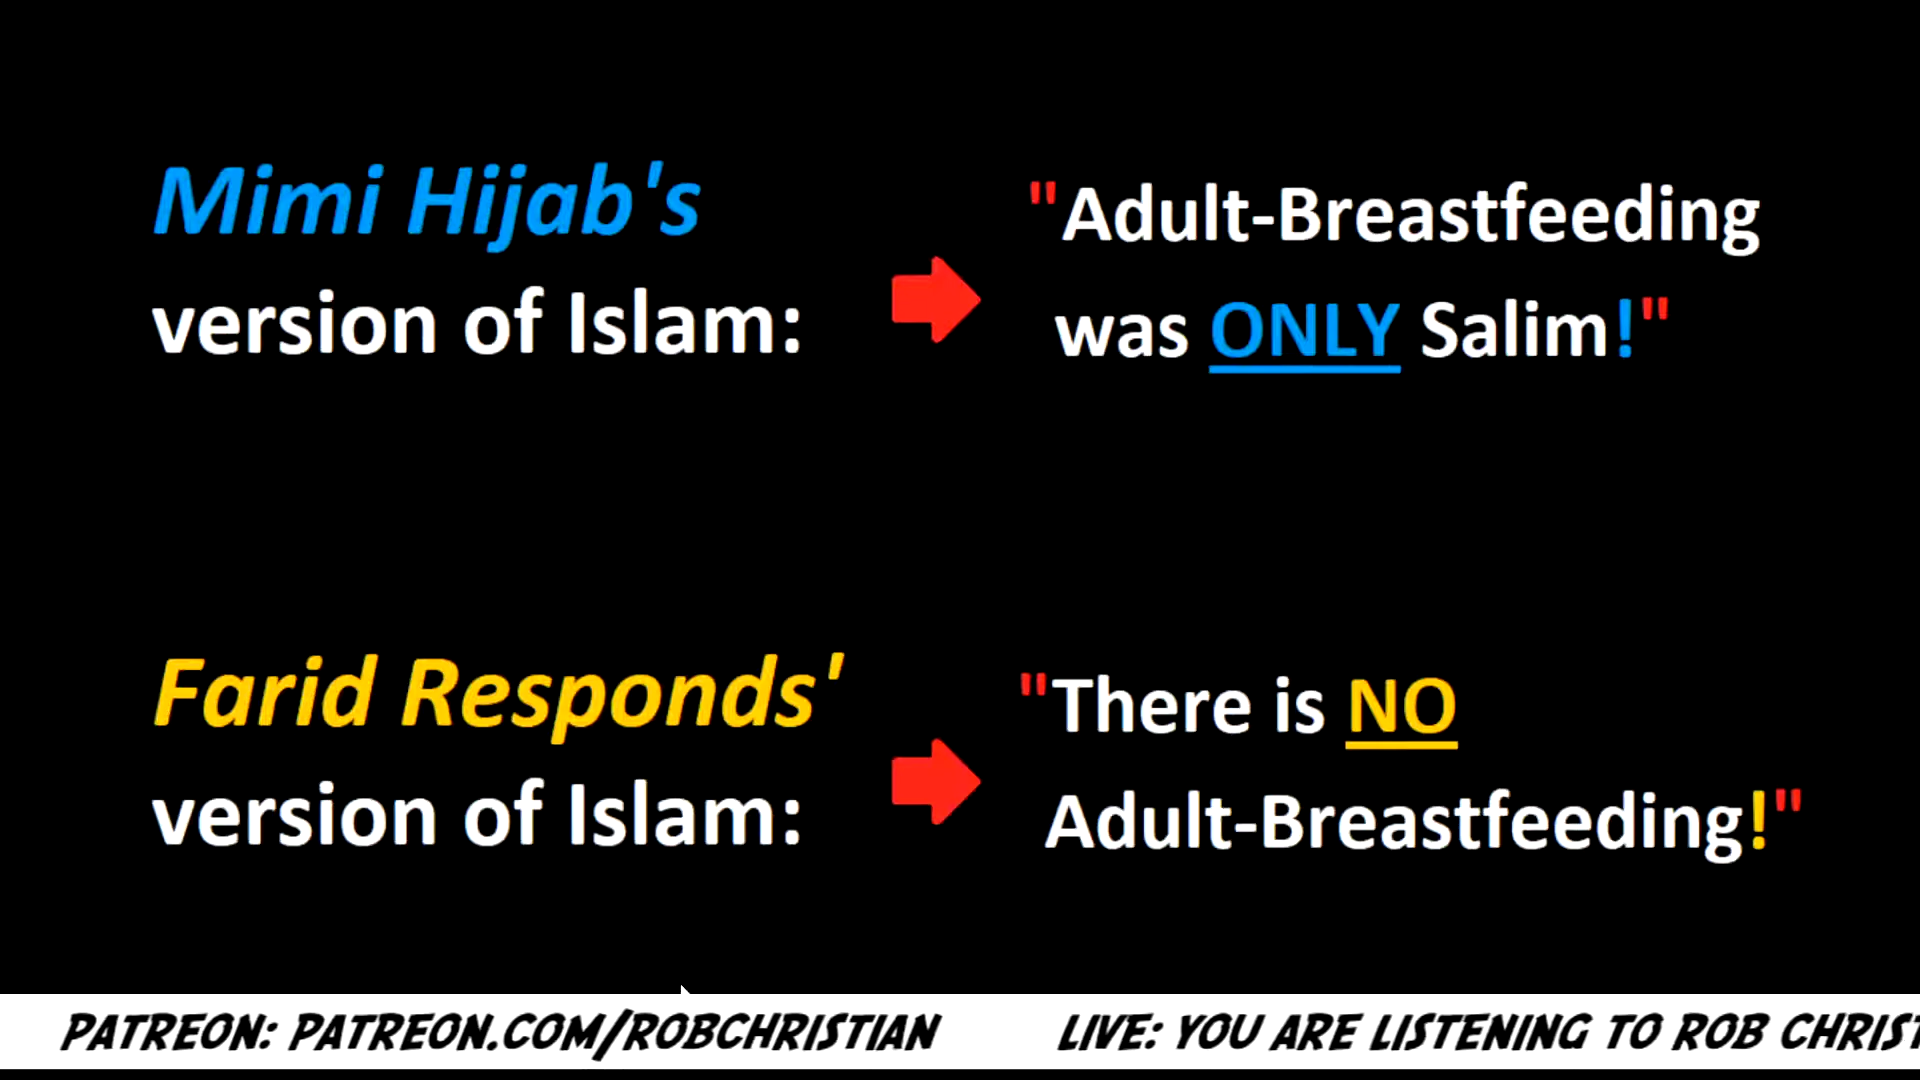 Mimi Hijab's
version of Islam:
"Adult-Breastfeeding
was ONLY Salim!"
Farid Responds'
version of Islam:
"There is NO
Adult-Breastfeeding!"
PATREON: PATREON.COM/ROBCHRISTIAN
LIVE: YOU ARE LISTENING TO ROB CHRIST